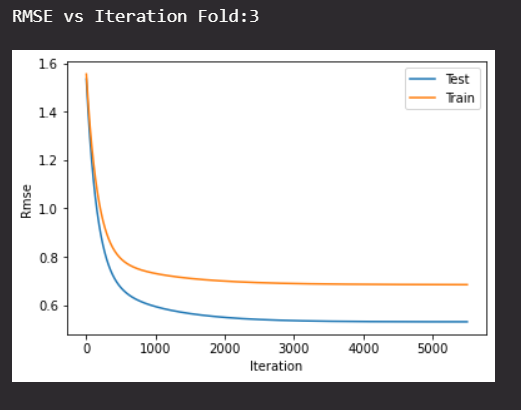 RMSE vs Iteration Fold:3
1.6
1.4
1.2
1.0
0.8
0.6
Rmse
Test
Train
0 1000 2000 3000 4000 5000
Iteration